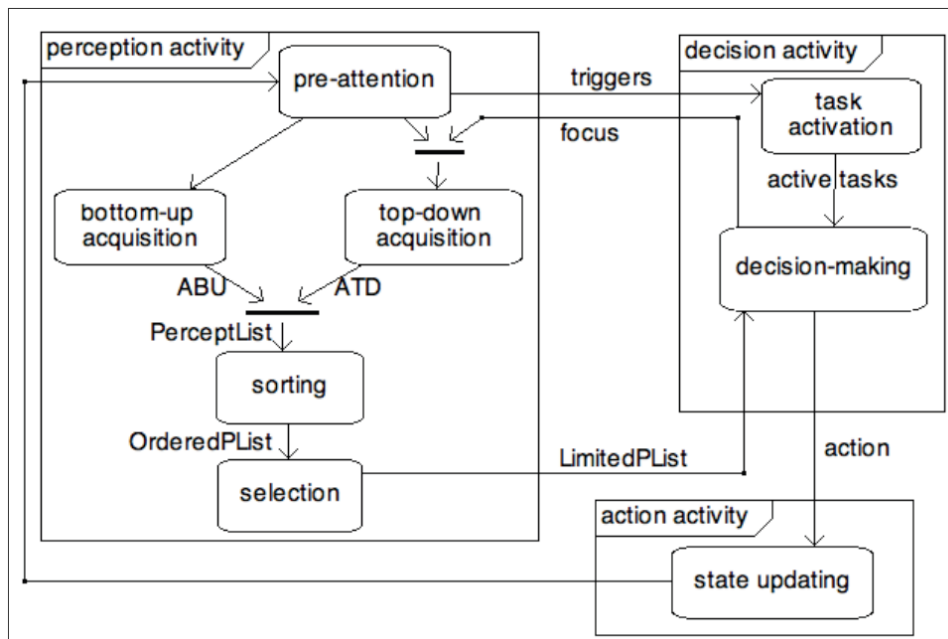 perception activity
pre-attention
triggers
focus
decision activity
task
activation
active tasks
bottom-up
acquisition
top-down
acquisition
decision-making
ABU
ATD
PerceptList
sorting
OrderedPList
selection
LimitedPList
action
action activity
state updating